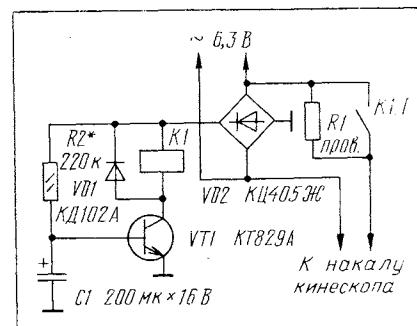 ~ 6,3 В
R2*
220 к
K1
R1
пров.
K1.1
VD1
КД102А
VD2 КЦ405Ж
VT1 КТ829А
C1 200 мк × 16 В
+
К накалу
кинескопа